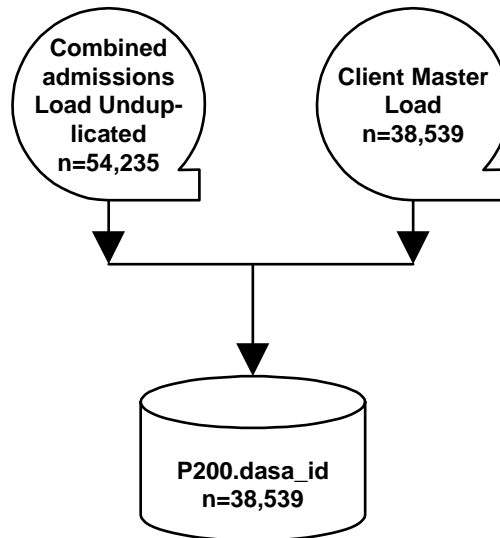 Combined
admissions
Load Undup-
licated
n=54,235
Client Master
Load
n=38,539
P200.dasa_id
n=38,539